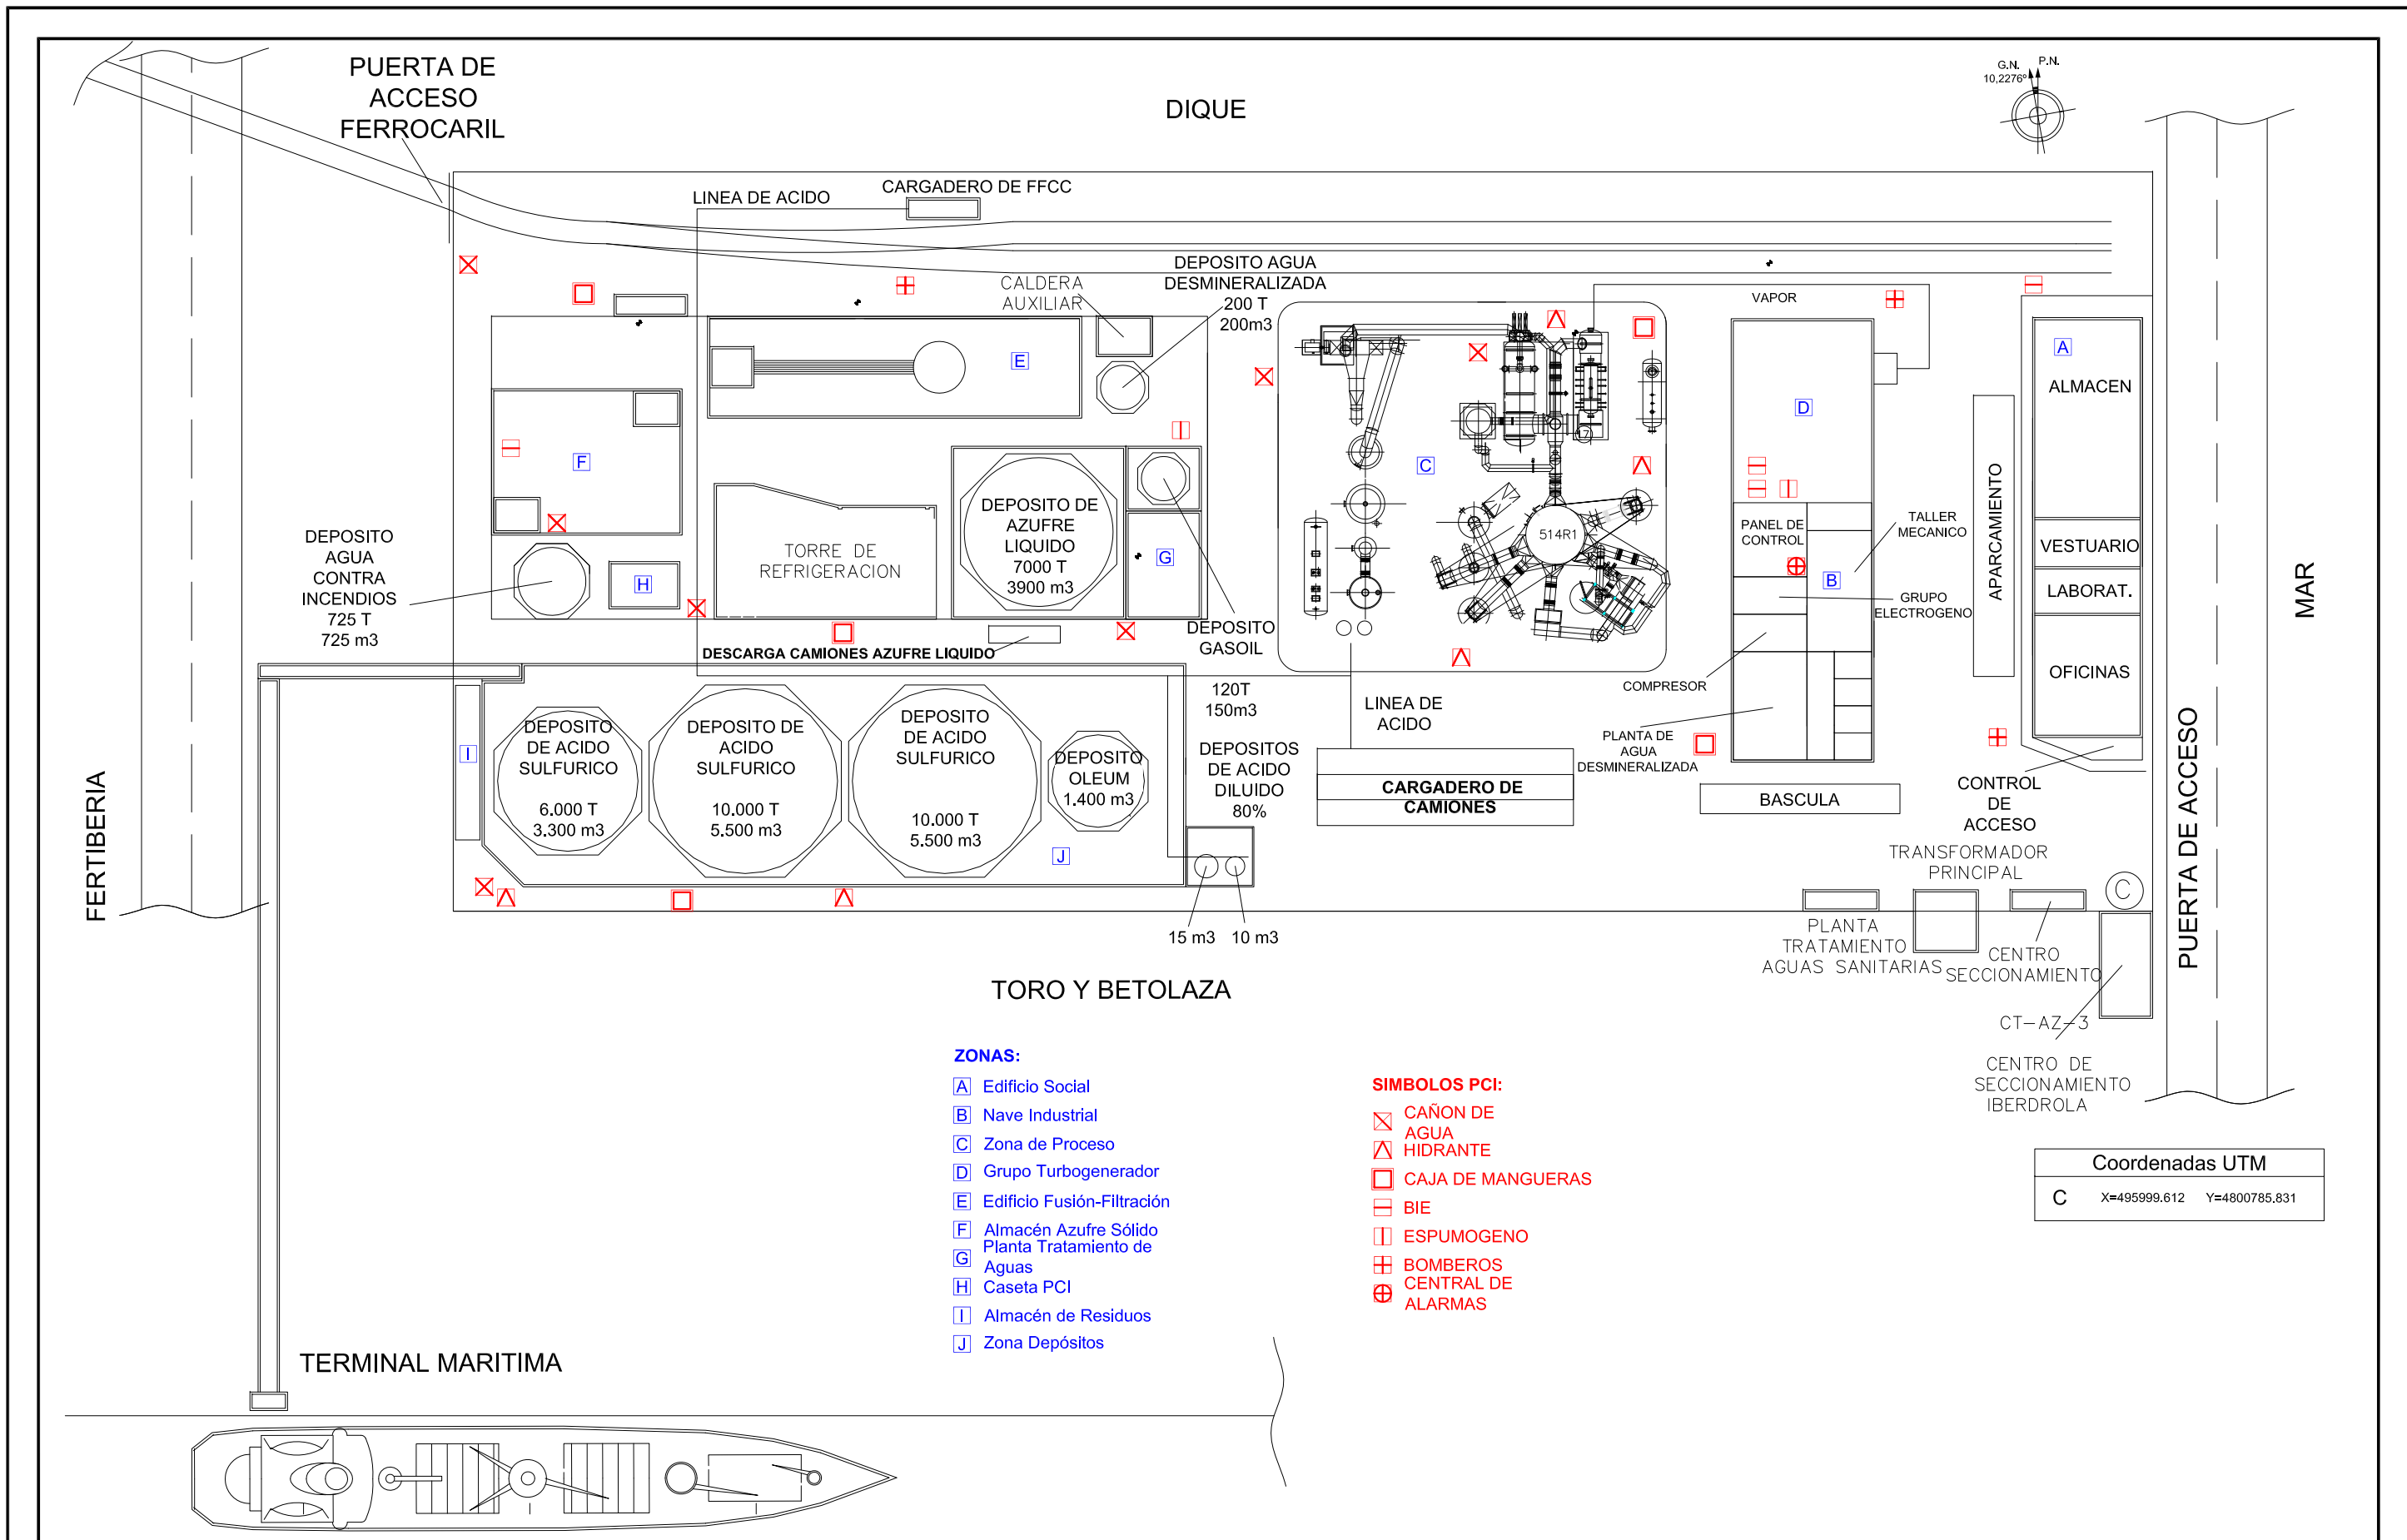 PUERTA DE
ACCESO
FERROCARIL
DIQUE
G.N.
P.N.
10,2276º
LINEA DE ACIDO
CARGADERO DE FFCC
CALDERA
AUXILIAR
DEPOSITO AGUA
DESMINERALIZADA
200 T
200m3
VAPOR
E
A
ALMACEN
D
F
C
7
DEPOSITO DE
AZUFRE
LIQUIDO
7000 T
3900 m3
TORRE DE
REFRIGERACION
G
H
DEPOSITO
AGUA
CONTRA
INCENDIOS
725 T
725 m3
514R1
PANEL DE
CONTROL
TALLER
MECANICO
B
GRUPO
ELECTROGENO
APARCAMIENTO
VESTUARIO
LABORAT.
OFICINAS
MAR
DEPOSITO
GASOIL
DESCARGA CAMIONES AZUFRE LIQUIDO
COMPRESOR
PLANTA DE
AGUA
DESMINERALIZADA
120T
150m3
LINEA DE
ACIDO
DEPOSITOS
DE ACIDO
DILUIDO
80%
I
DEPOSITO
DE ACIDO
SULFURICO
6.000 T
3.300 m3
DEPOSITO DE
ACIDO
SULFURICO
10.000 T
5.500 m3
DEPOSITO
DE ACIDO
SULFURICO
10.000 T
5.500 m3
DEPOSITO
OLEUM
1.400 m3
J
CARGADERO DE
CAMIONES
BASCULA
CONTROL
DE
ACCESO
FERTIBERIA
PUERTA DE ACCESO
TRANSFORMADOR
PRINCIPAL
C
15 m3
10 m3
PLANTA
TRATAMIENTO
AGUAS SANITARIAS
CENTRO
SECCIONAMIENTO
CT-AZ-3
CENTRO DE
SECCIONAMIENTO
IBERDROLA
TORO Y BETOLAZA
ZONAS:
A Edificio Social
B Nave Industrial
C Zona de Proceso
D Grupo Turbogenerador
E Edificio Fusión-Filtración
F Almacén Azufre Sólido
G Planta Tratamiento de
Aguas
H Caseta PCI
I Almacén de Residuos
J Zona Depósitos
SIMBOLOS PCI:
CAÑON DE
AGUA
HIDRANTE
CAJA DE MANGUERAS
BIE
ESPUMOGENO
BOMBEROS
CENTRAL DE
ALARMAS
Coordenadas UTM
C X=495999.612 Y=4800785.831
TERMINAL MARITIMA